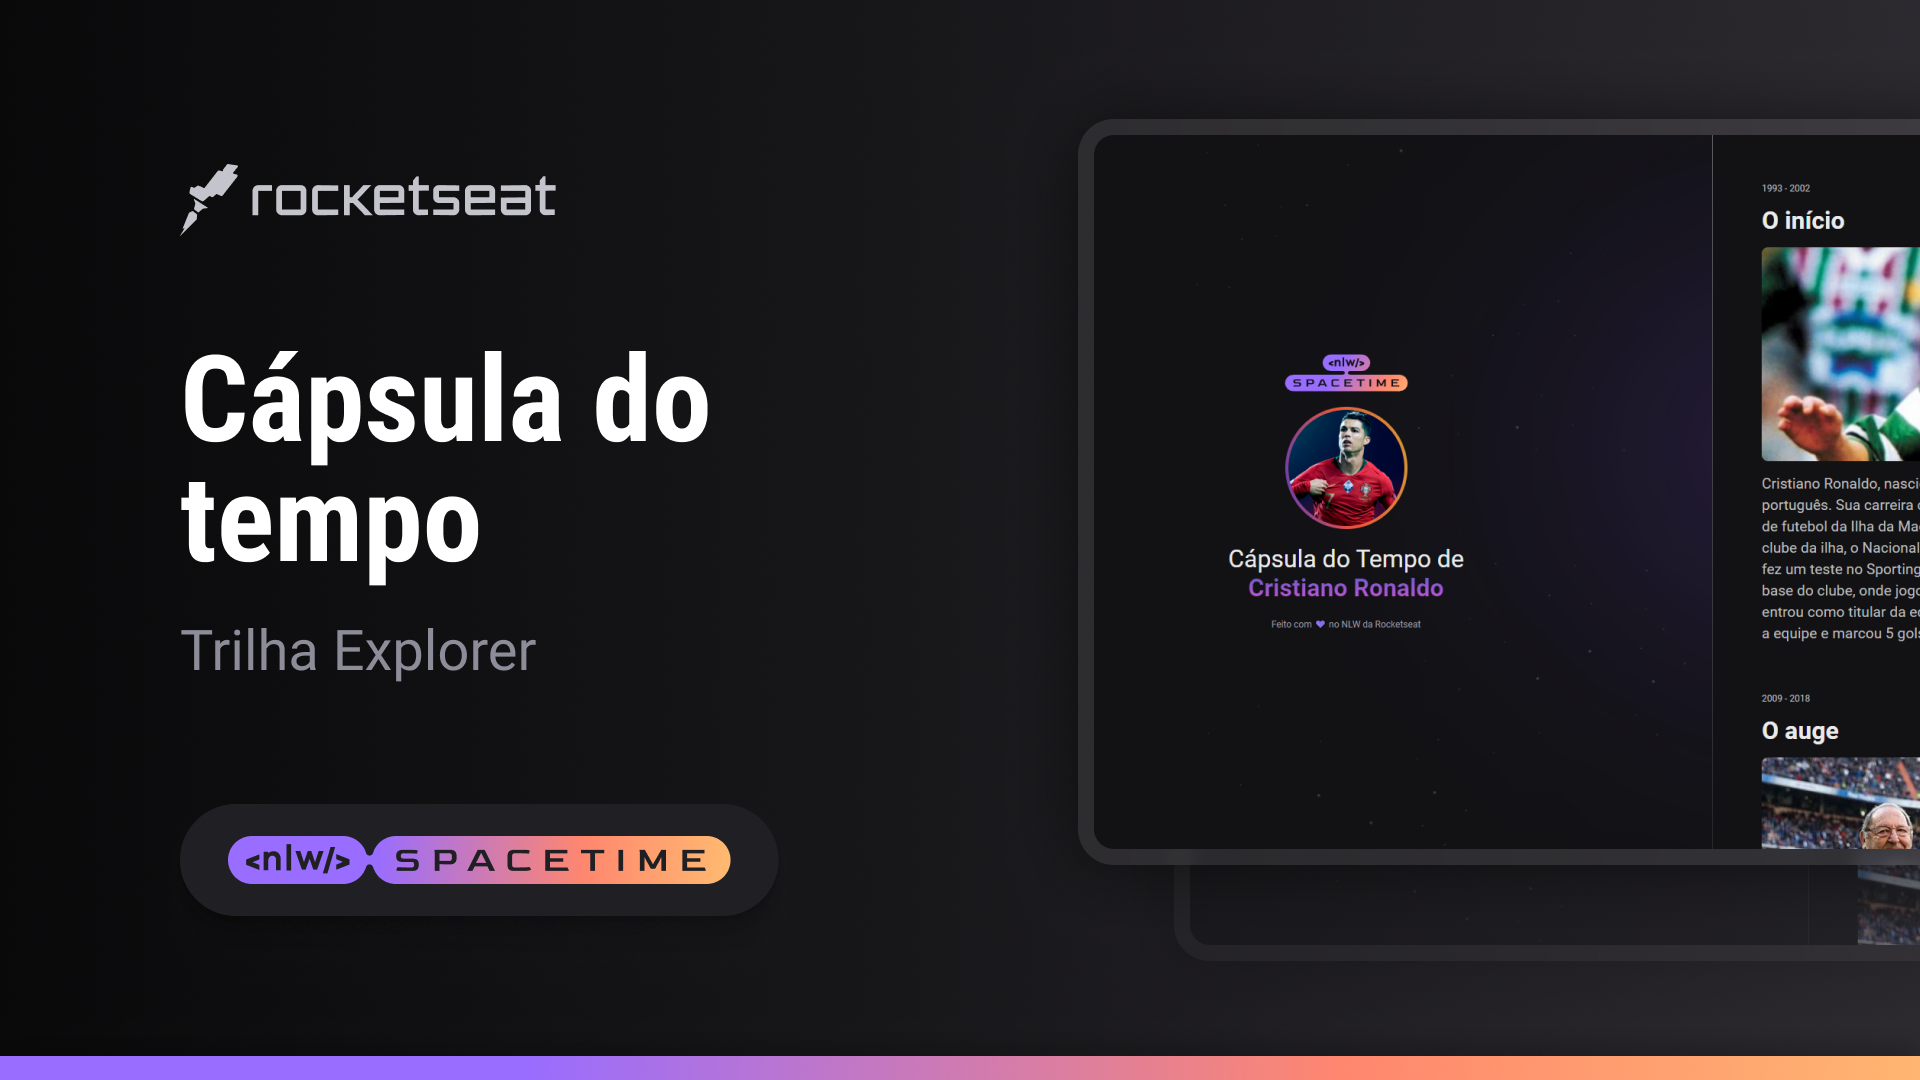 rocketseat
Cápsula do
tempo
Trilha Explorer
<nlw/> SPACETIME
<nlw/>
SPACETIME
Cápsula do Tempo de
Cristiano Ronaldo
Feito com 💜 no NLW da Rocketseat
1993 - 2002
O início
Cristiano Ronaldo, nasci
português. Sua carreira
de futebol da Ilha da Ma
clube da ilha, o Nacional
fez um teste no Sporting
base do clube, onde jog
entrou como titular da e
a equipe e marcou 5 gols
2009 - 2018
O auge